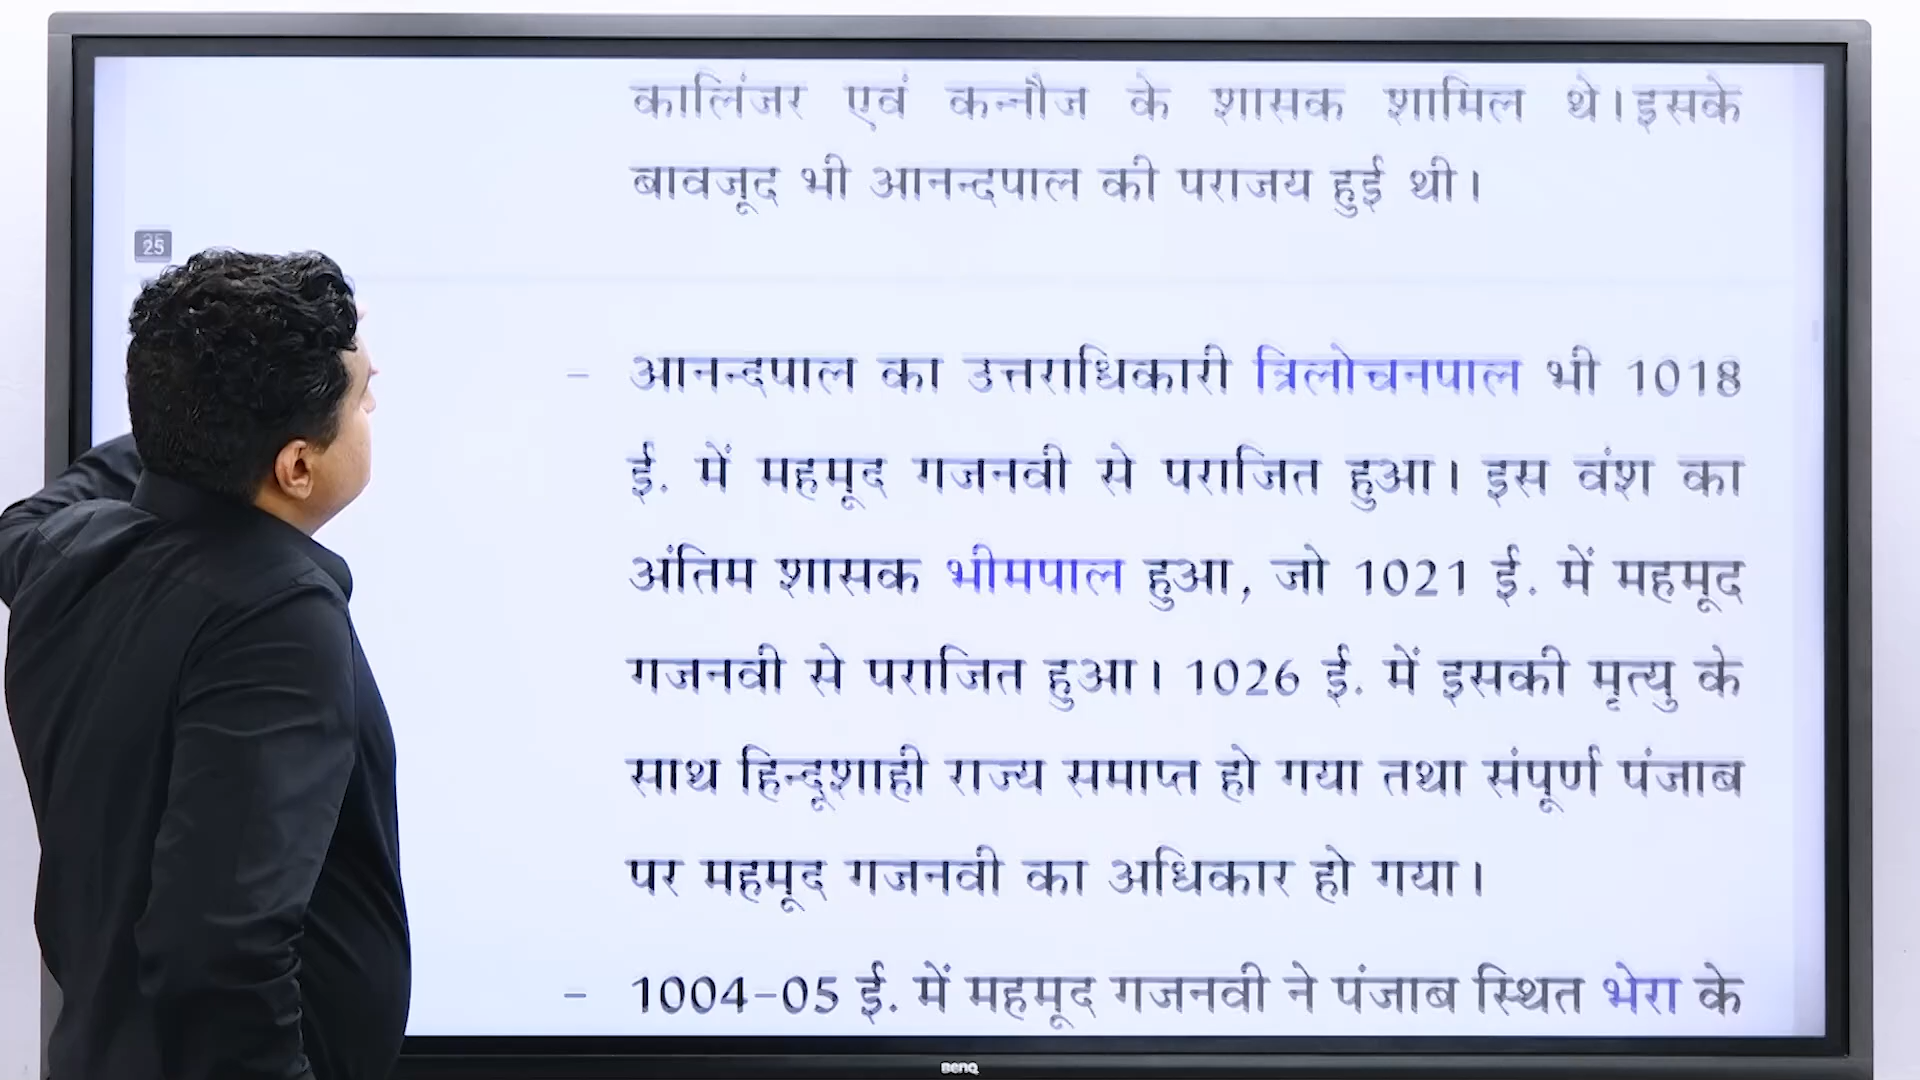 कालिंजर एवं कन्नौज के शासक शामिल थे। इसके
बावजूद भी आनन्दपाल की पराजय हुई थी।
25
– आनन्दपाल का उत्तराधिकारी त्रिलोचनपाल भी 1018
ई. में महमूद गजनवी से पराजित हुआ। इस वंश का
अंतिम शासक भीमपाल हुआ, जो 1021 ई. में महमूद
गजनवी से पराजित हुआ। 1026 ई. में इसकी मृत्यु के
साथ हिन्दूशाही राज्य समाप्त हो गया तथा संपूर्ण पंजाब
पर महमूद गजनवी का अधिकार हो गया।
– 1004–05 ई. में महमूद गजनवी ने पंजाब स्थित भेरा के
BenQ